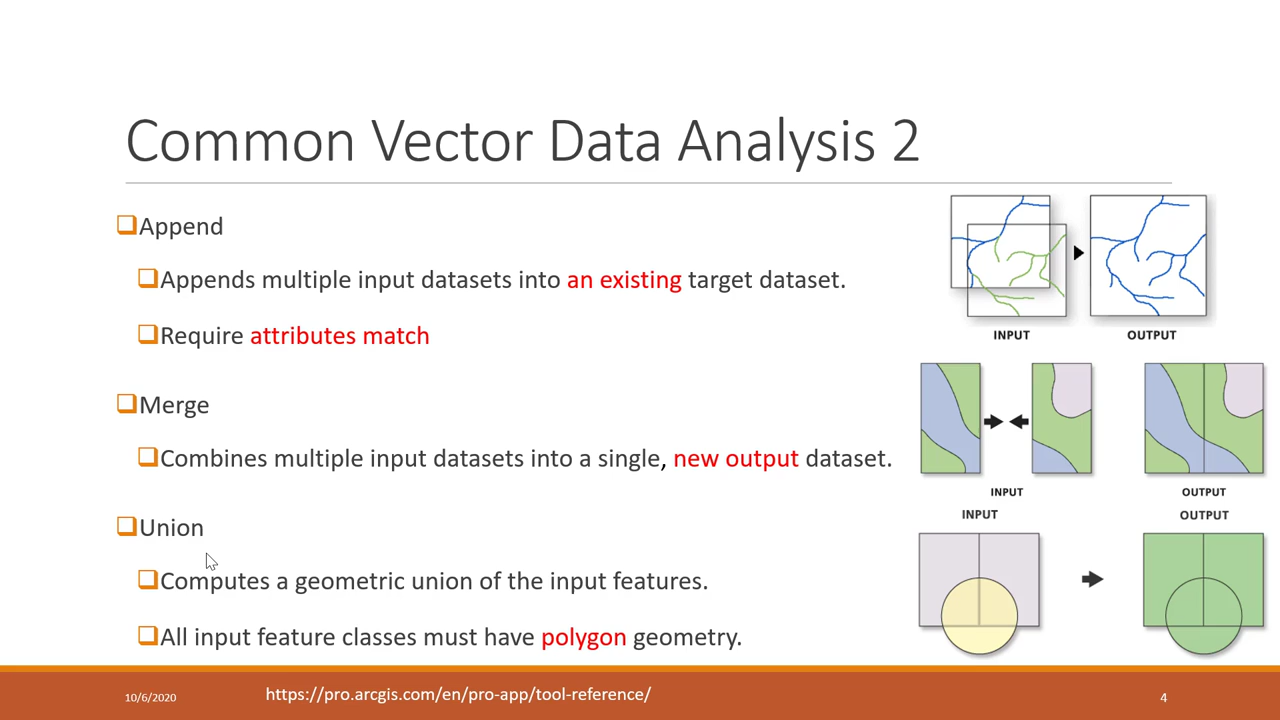 Common Vector Data Analysis 2
Append
Appends multiple input datasets into an existing target dataset.
Require attributes match
Merge
Combines multiple input datasets into a single, new output dataset.
Union
Computes a geometric union of the input features.
All input feature classes must have polygon geometry.
INPUT
OUTPUT
INPUT
OUTPUT
INPUT
OUTPUT
10/6/2020
https://pro.arcgis.com/en/pro-app/tool-reference/
4